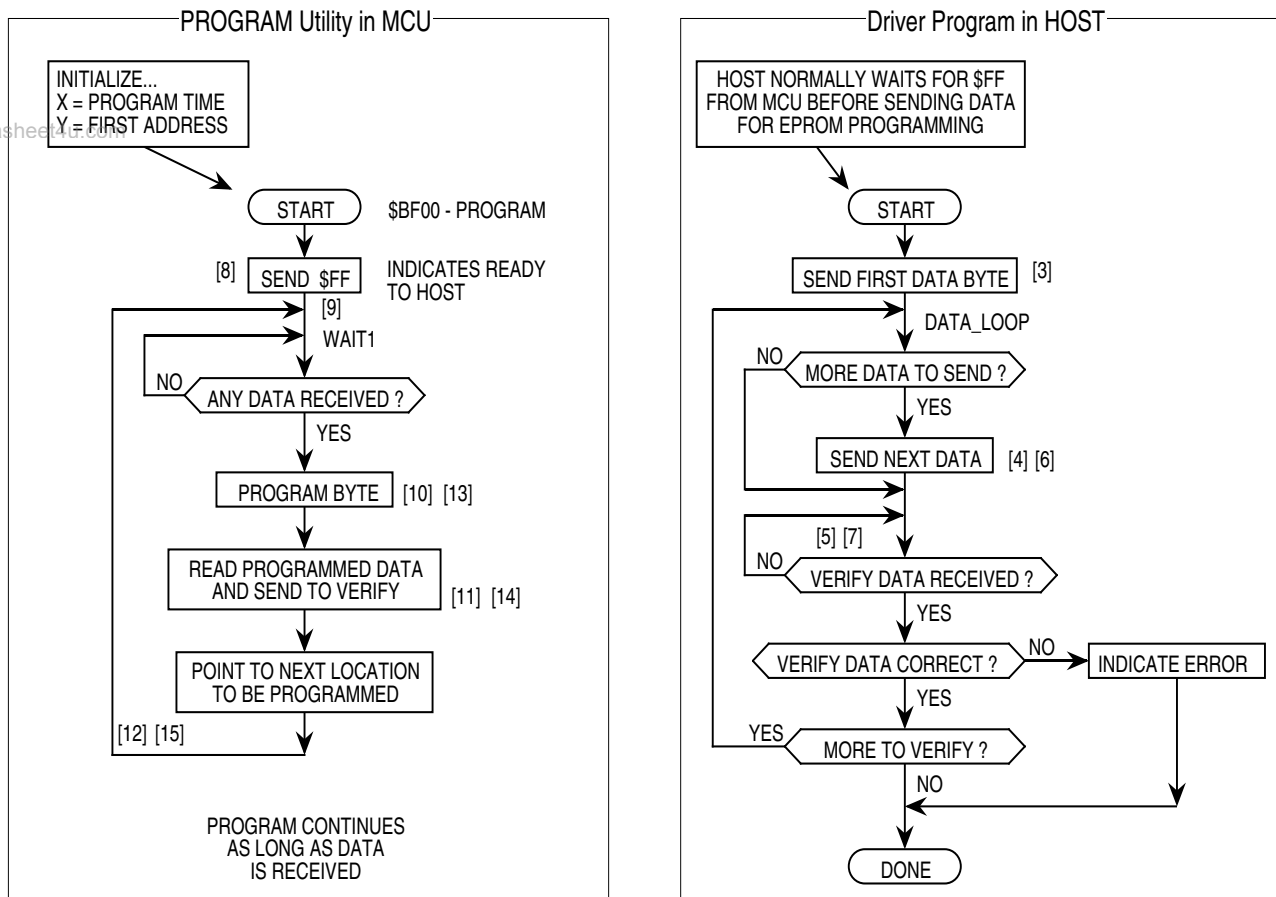 PROGRAM Utility in MCU
INITIALIZE...
X = PROGRAM TIME
Y = FIRST ADDRESS
asheet4u.com
START
$BF00 - PROGRAM
[8]
SEND $FF
INDICATES READY
TO HOST
[9]
WAIT1
NO
ANY DATA RECEIVED ?
YES
PROGRAM BYTE
[10] [13]
READ PROGRAMMED DATA
AND SEND TO VERIFY
[11] [14]
POINT TO NEXT LOCATION
TO BE PROGRAMMED
[12] [15]
PROGRAM CONTINUES
AS LONG AS DATA
IS RECEIVED
Driver Program in HOST
HOST NORMALLY WAITS FOR $FF
FROM MCU BEFORE SENDING DATA
FOR EPROM PROGRAMMING
START
SEND FIRST DATA BYTE
[3]
DATA_LOOP
NO
MORE DATA TO SEND ?
YES
SEND NEXT DATA
[4] [6]
[5] [7]
NO
VERIFY DATA RECEIVED ?
YES
VERIFY DATA CORRECT ?
NO
INDICATE ERROR
YES
YES
MORE TO VERIFY ?
NO
DONE